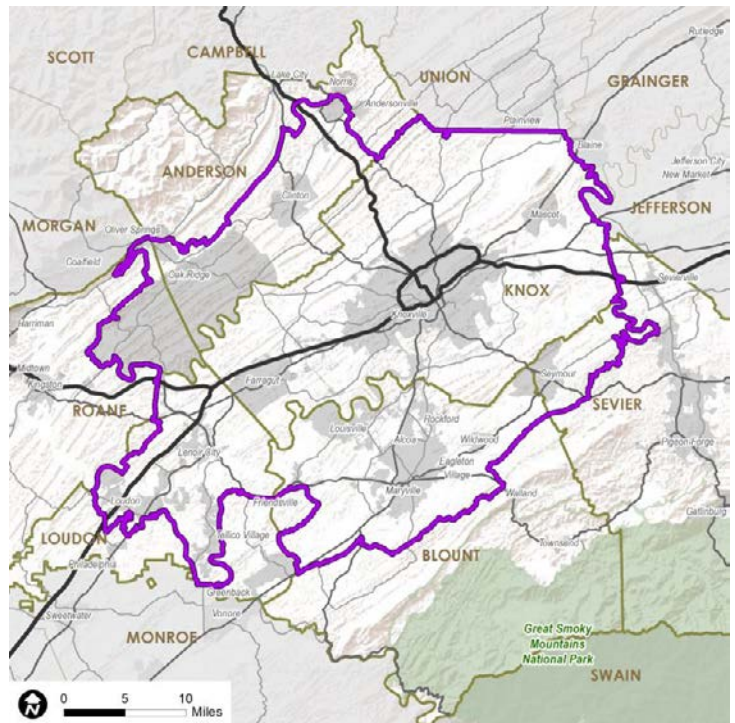 SCOTT
CAMPBELL
Rutledge
Lake City
Norris
UNION
GRAINGER
Andersonville
Plainview
Blaine
ANDERSON
Jefferson City
New Market
Clinton
MORGAN
Oliver Springs
Mascot
JEFFERSON
Coalfield
Oak Ridge
Sevierville
KNOX
Harriman
Knoxville
Midtown
Kingston
Farragut
Seymour
ROANE
SEVIER
Louisville
Rockford
Alcoa
Wildwood
Pigeon Forge
Lenoir City
Eagleton
Village
Maryville
Walland
Loudon
Friendsville
Gatlinburg
LOUDON
Tellico Village
Townsend
BLOUNT
Philadelphia
Greenback
Vonore
Sweetwater
MONROE
Great Smoky
Mountains
National Park
SWAIN
N
0 5 10
Miles